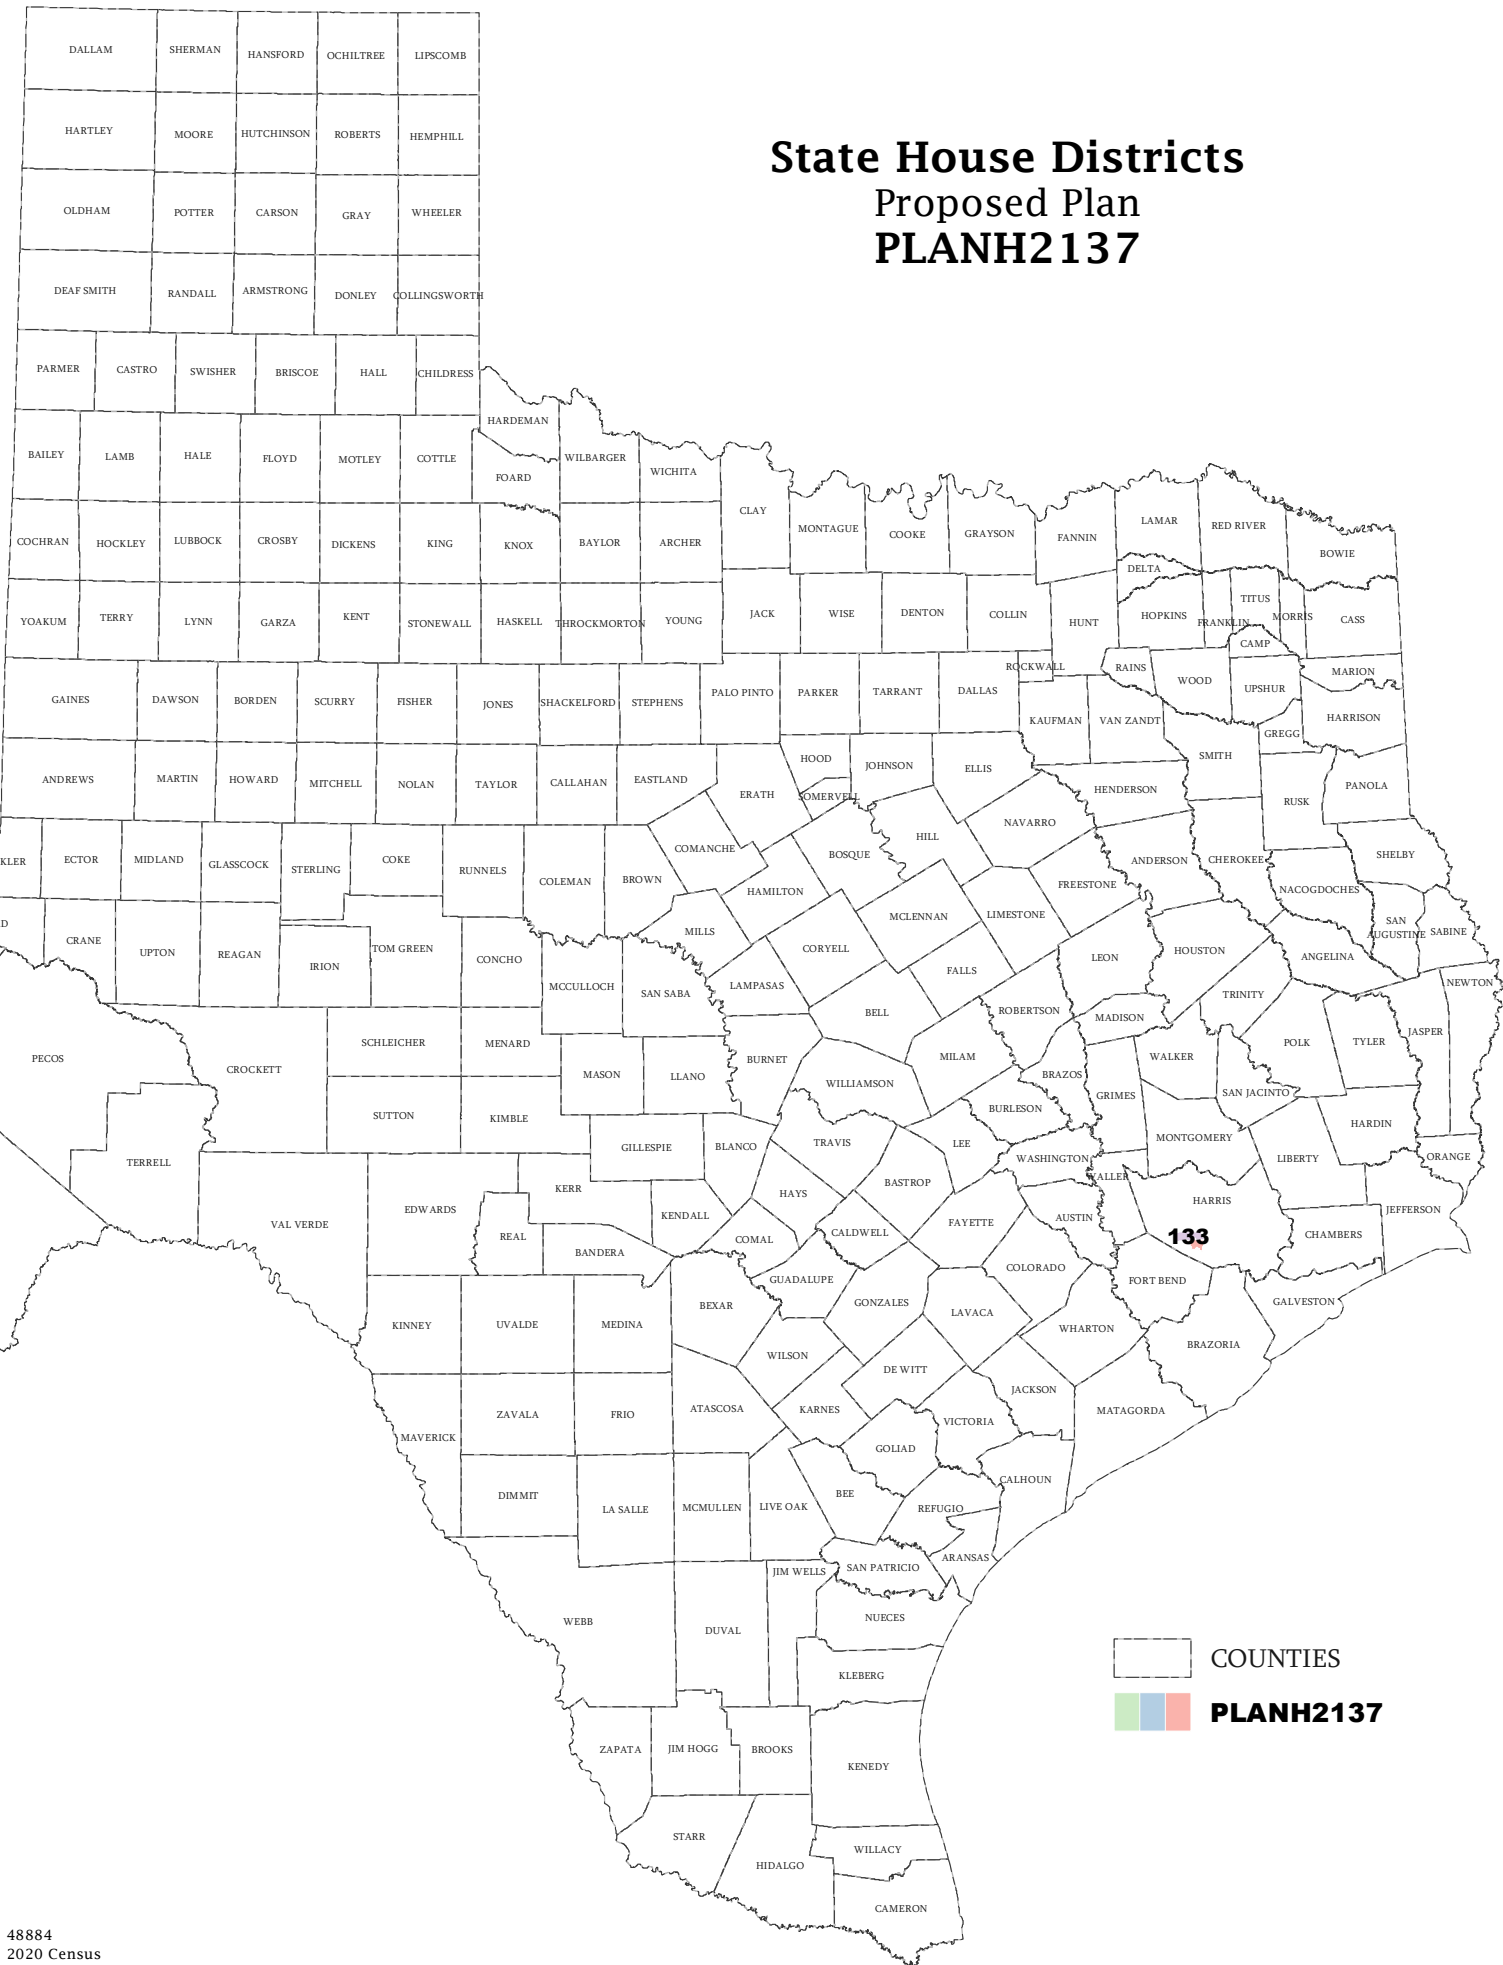 State House Districts
Proposed Plan
PLANH2137
DALLAM
SHERMAN
HANSFORD
OCHILTREE
LIPSCOMB
HARTLEY
MOORE
HUTCHINSON
ROBERTS
HEMPHILL
OLDHAM
POTTER
CARSON
GRAY
WHEELER
DEAF SMITH
RANDALL
ARMSTRONG
DONLEY
COLLINGSWORTH
PARMER
CASTRO
SWISHER
BRISCOE
HALL
CHILDRESS
HARDEMAN
BAILEY
LAMB
HALE
FLOYD
MOTLEY
COTTLE
FOARD
WILBARGER
WICHITA
CLAY
MONTAGUE
COOKE
GRAYSON
FANNIN
LAMAR
RED RIVER
BOWIE
COCHRAN
HOCKLEY
LUBBOCK
CROSBY
DICKENS
KING
KNOX
BAYLOR
ARCHER
DELTA
YOAKUM
TERRY
LYNN
GARZA
KENT
STONEWALL
HASKELL
THROCKMORTON
YOUNG
JACK
WISE
DENTON
COLLIN
HUNT
HOPKINS
FRANKLIN
TITUS
MORRIS
CASS
CAMP
GAINES
DAWSON
BORDEN
SCURRY
FISHER
JONES
SHACKELFORD
STEPHENS
PALO PINTO
PARKER
TARRANT
DALLAS
ROCKWALL
RAINS
WOOD
UPSHUR
MARION
KAUFMAN
VAN ZANDT
GREGG
HARRISON
ANDREWS
MARTIN
HOWARD
MITCHELL
NOLAN
TAYLOR
CALLAHAN
EASTLAND
ERATH
HOOD
SOMERVELL
JOHNSON
ELLIS
HENDERSON
SMITH
RUSK
PANOLA
KLER
ECTOR
MIDLAND
GLASSCOCK
STERLING
COKE
RUNNELS
COLEMAN
BROWN
COMANCHE
HAMILTON
BOSQUE
HILL
NAVARRO
FREESTONE
ANDERSON
CHEROKEE
NACOGDOCHES
SHELBY
D
CRANE
UPTON
REAGAN
IRION
TOM GREEN
CONCHO
MCCULLOCH
SAN SABA
MILLS
LAMPASAS
CORYELL
MCLENNAN
LIMESTONE
FALLS
LEON
HOUSTON
ANGELINA
SAN
AUGUSTINE
SABINE
NEWTON
PECOS
CROCKETT
SCHLEICHER
MENARD
MASON
LLANO
BURNET
BELL
WILLIAMSON
MILAM
ROBERTSON
MADISON
BRAZOS
GRIMES
WALKER
TRINITY
SAN JACINTO
POLK
TYLER
JASPER
TERRELL
SUTTON
KIMBLE
GILLESPIE
BLANCO
TRAVIS
LEE
BURLESON
WASHINGTON
MONTGOMERY
LIBERTY
HARDIN
ORANGE
VAL VERDE
EDWARDS
REAL
KERR
BANDERA
KENDALL
HAYS
COMAL
CALDWELL
BASTROP
FAYETTE
AUSTIN
WALLER
HARRIS
133
CHAMBERS
JEFFERSON
KINNEY
UVALDE
MEDINA
BEXAR
GUADALUPE
GONZALES
LAVACA
COLORADO
FORT BEND
GALVESTON
WHARTON
BRAZORIA
WILSON
DE WITT
MAVERICK
ZAVALA
FRIO
ATASCOSA
KARNES
VICTORIA
JACKSON
MATAGORDA
GOLIAD
CALHOUN
DIMMIT
LA SALLE
MCMULLEN
LIVE OAK
BEE
REFUGIO
ARANSAS
SAN PATRICIO
JIM WELLS
WEBB
DUVAL
NUECES
KLEBERG
ZAPATA
JIM HOGG
BROOKS
KENEDY
STARR
HIDALGO
WILLACY
CAMERON
COUNTIES
PLANH2137
48884
2020 Census